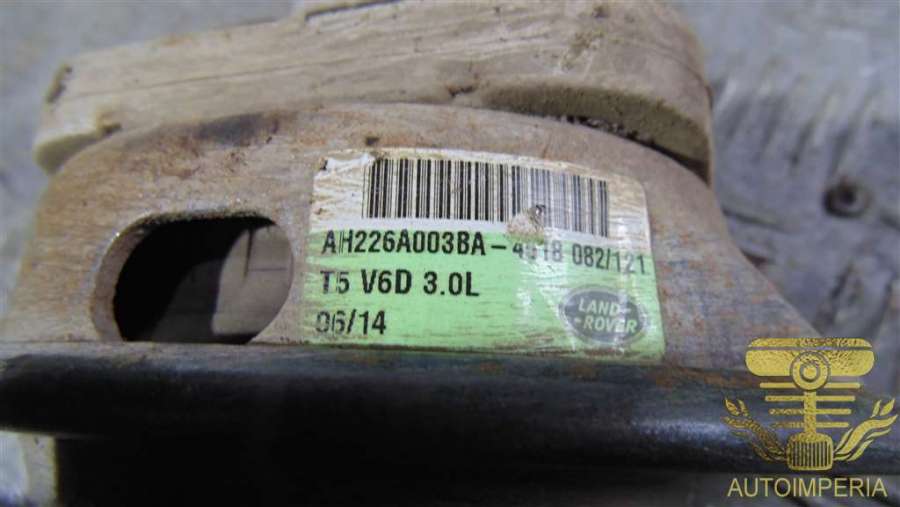 AH226A003BA- 082/121
T5 V6D 3.0L
06/14
LAND-
-ROVER
AUTOIMPERIA